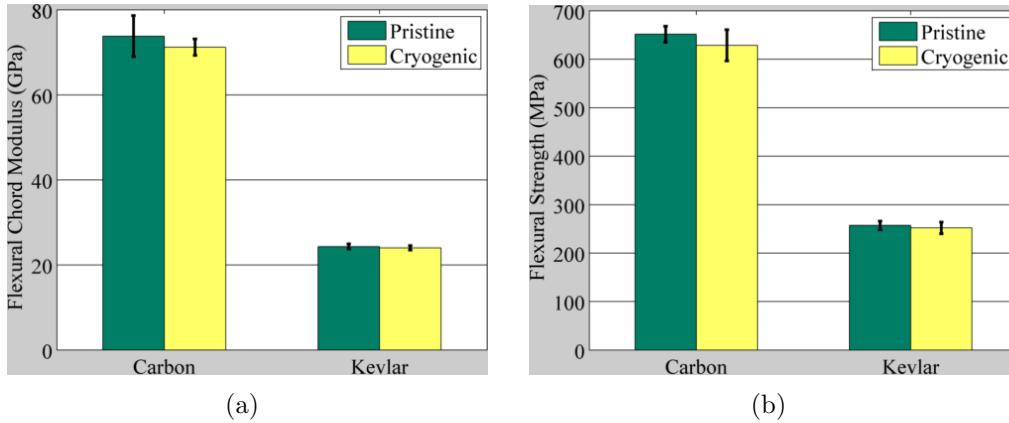 Flexural Chord Modulus (GPa)
80
60
40
20
0
Pristine
Cryogenic
Carbon
Kevlar
(a)
Flexural Strength (MPa)
700
600
500
400
300
200
100
0
Pristine
Cryogenic
Carbon
Kevlar
(b)